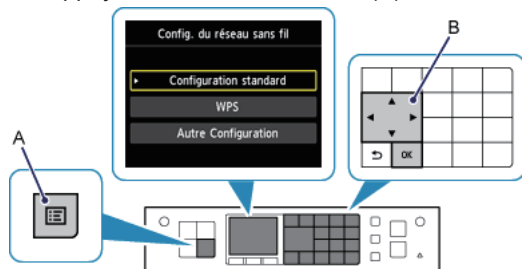 Config. du réseau sans fil
Configuration standard
WPS
Autre Configuration
A
B
OK